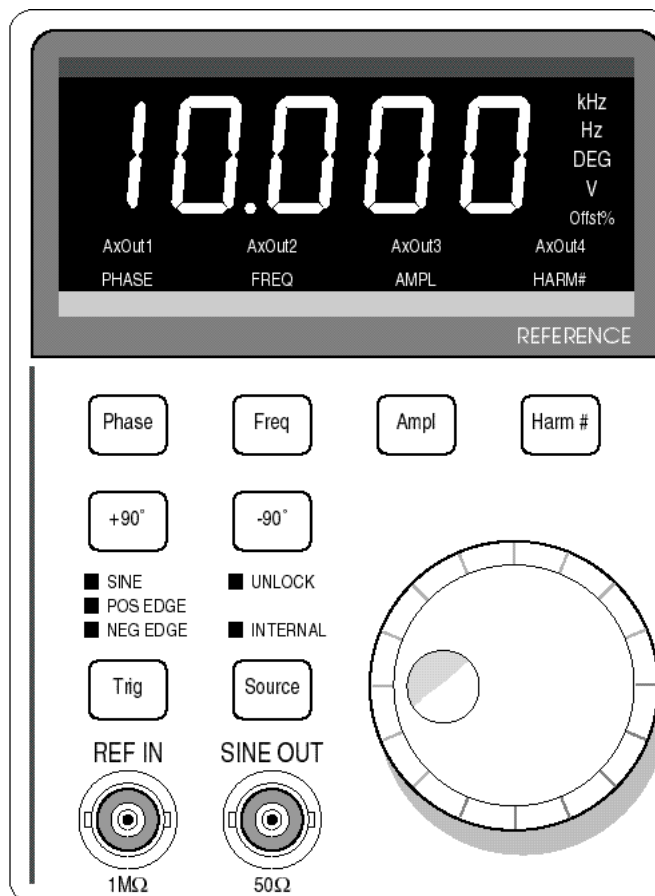 10.000
kHz
Hz
DEG
V
Offst%
AxOut1 AxOut2 AxOut3 AxOut4
PHASE FREQ AMPL HARM#
REFERENCE
Phase Freq Ampl Harm #
+90° -90°
SINE UNLOCK
POS EDGE
NEG EDGE INTERNAL
Trig Source
REF IN SINE OUT
1MΩ 50Ω